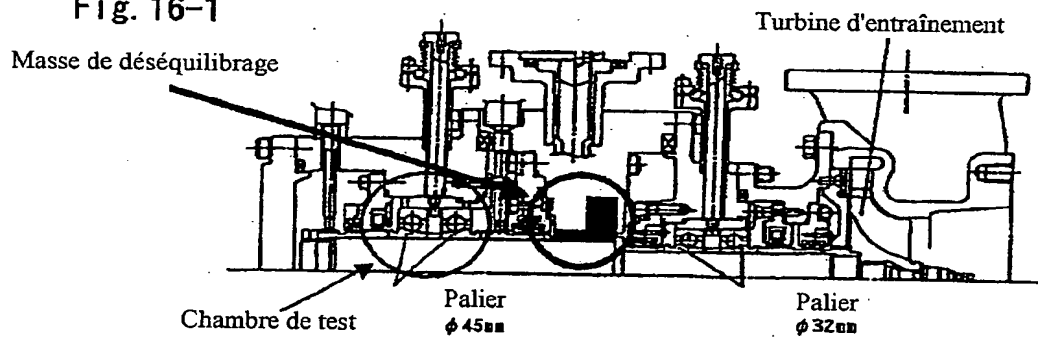 Fig. 16-1
Turbine d'entraînement
Masse de déséquilibrage
Palier
ϕ 45mm
Palier
ϕ 32mm
Chambre de test